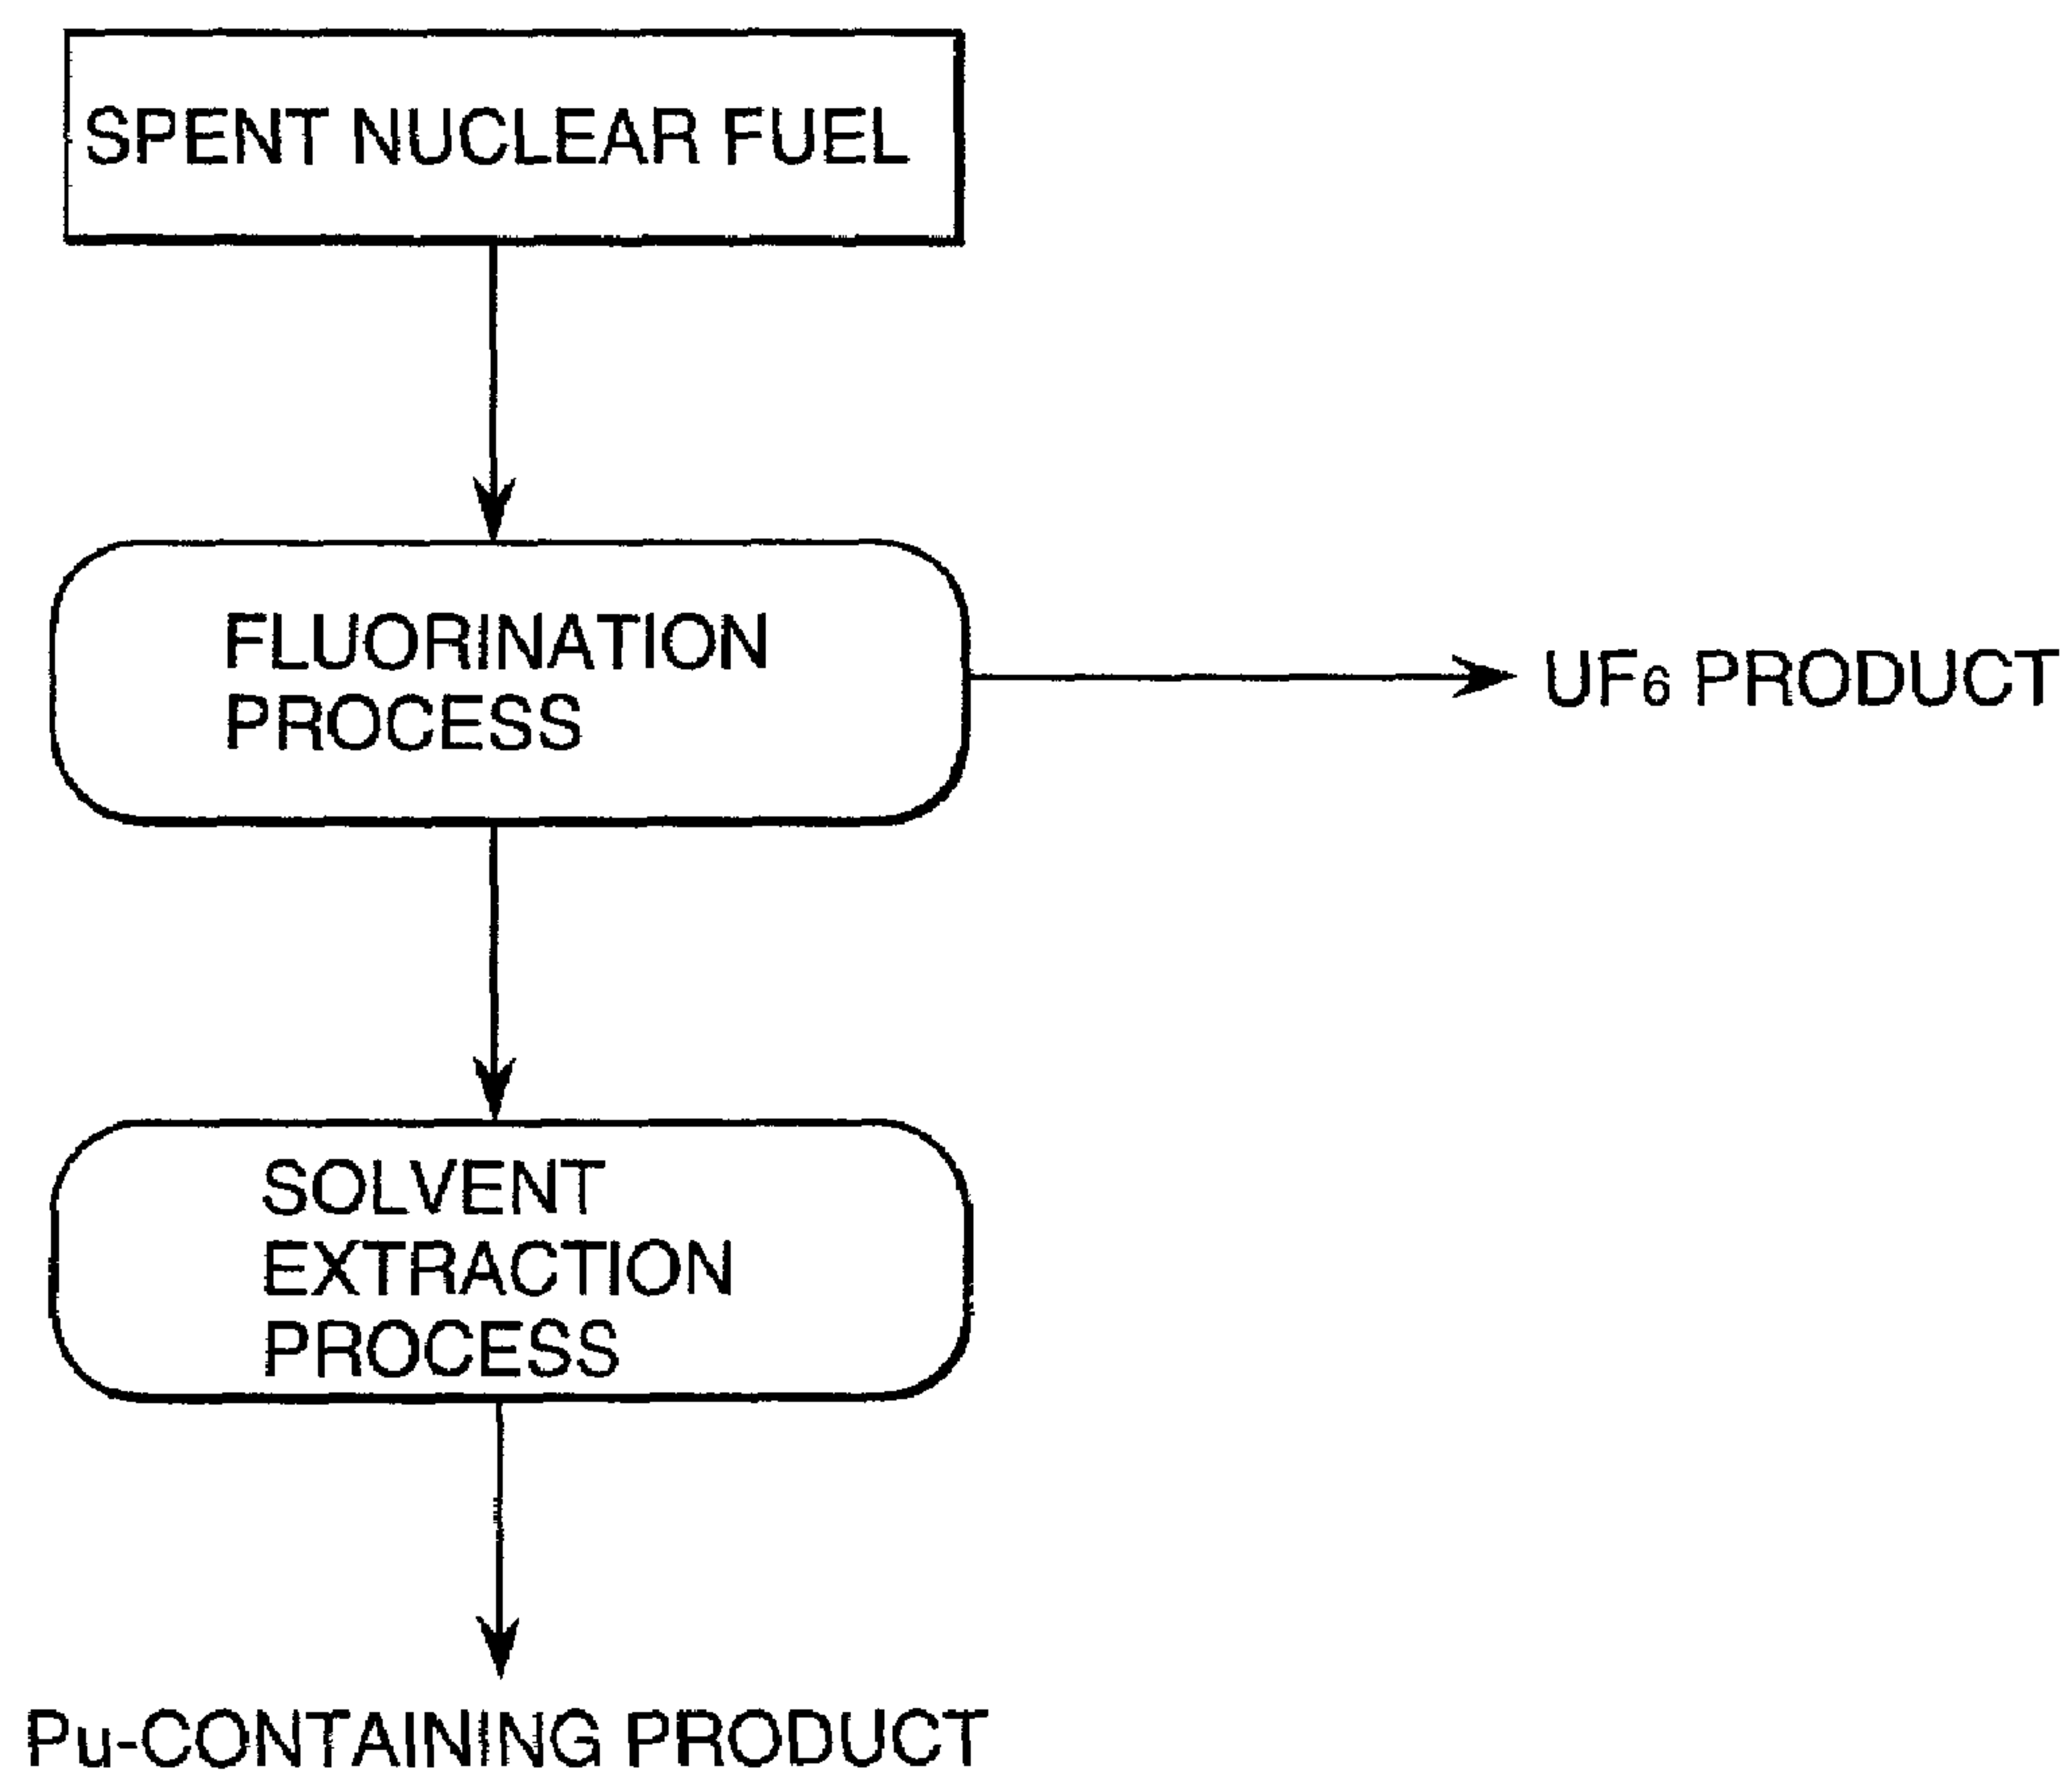 SPENT NUCLEAR FUEL
FLUORINATION
PROCESS
UF6 PRODUCT
SOLVENT
EXTRACTION
PROCESS
Pu-CONTAINING PRODUCT